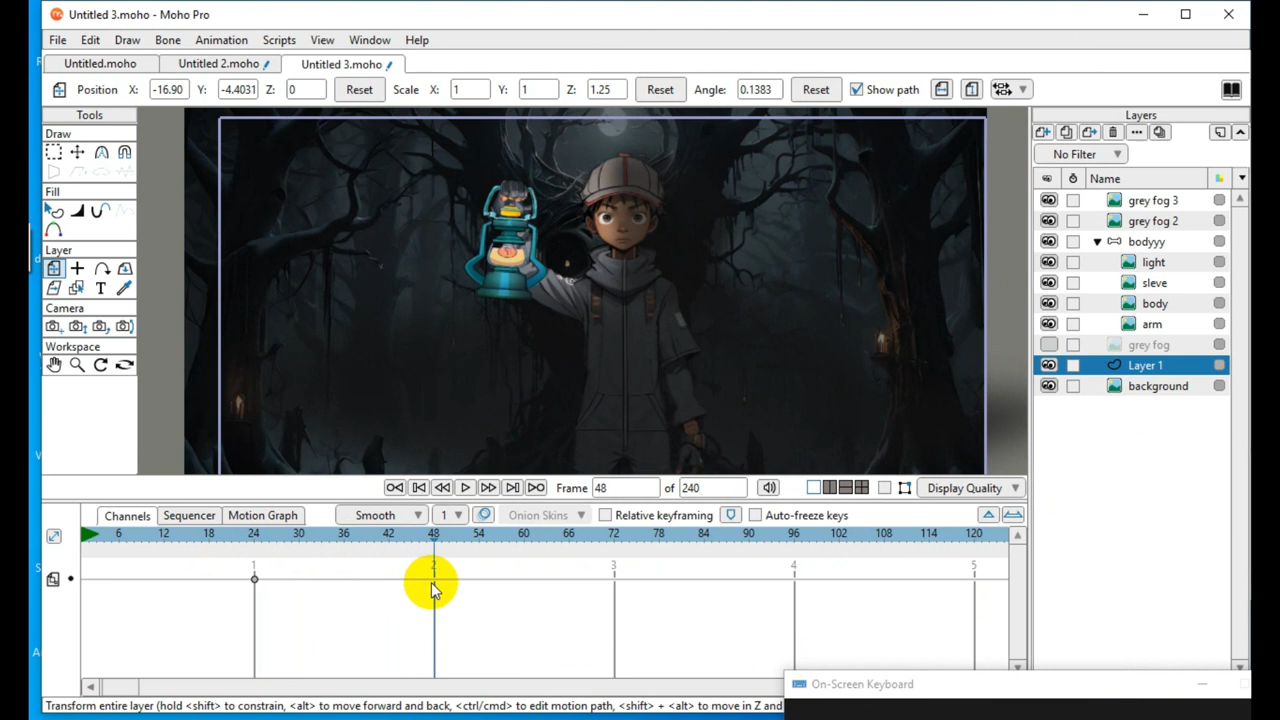 Untitled 3.moho - Moho Pro
File Edit Draw Bone Animation Scripts View Window Help
Untitled.moho Untitled 2.moho Untitled 3.moho
Position X: -16.90 Y: -4.4031 Z: 0 Reset Scale X: 1 Y: 1 Z: 1.25 Reset Angle: 0.1383 Reset Show path
Tools
Draw
Fill
Layer
T
Camera
Workspace
Layers
No Filter
Name
grey fog 3
grey fog 2
bodyyy
light
sleve
body
arm
grey fog
Layer 1
background
Frame 48 of 240 Display Quality
Channels Sequencer Motion Graph Smooth 1 Onion Skins Relative keyframing Auto-freeze keys
6 12 18 24 30 36 42 48 54 60 66 72 78 84 90 96 102 108 114 120
1 2 3 4 5
Transform entire layer (hold <shift> to constrain, <alt> to move forward and back, <ctrl/cmd> to edit motion path, <shift> + <alt> to move in Z and
On-Screen Keyboard